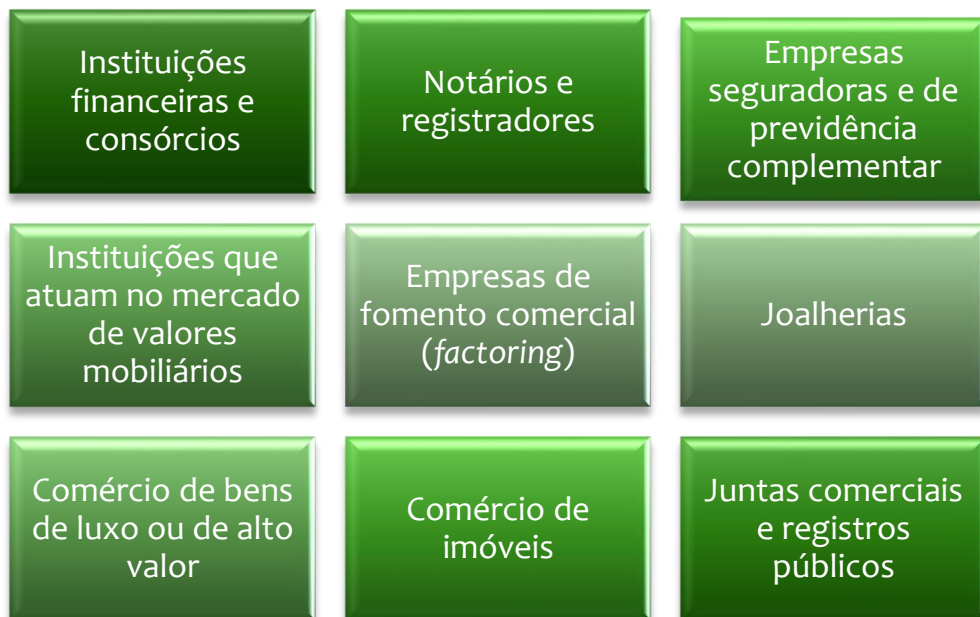 Instituições
financeiras e
consórcios
Notários e
registradores
Empresas
seguradoras e de
previdência
complementar
Instituições que
atuam no mercado
de valores
mobiliários
Empresas de
fomento comercial
(factoring)
Joalherias
Comércio de bens
de luxo ou de alto
valor
Comércio de
imóveis
Juntas comerciais
e registros
públicos